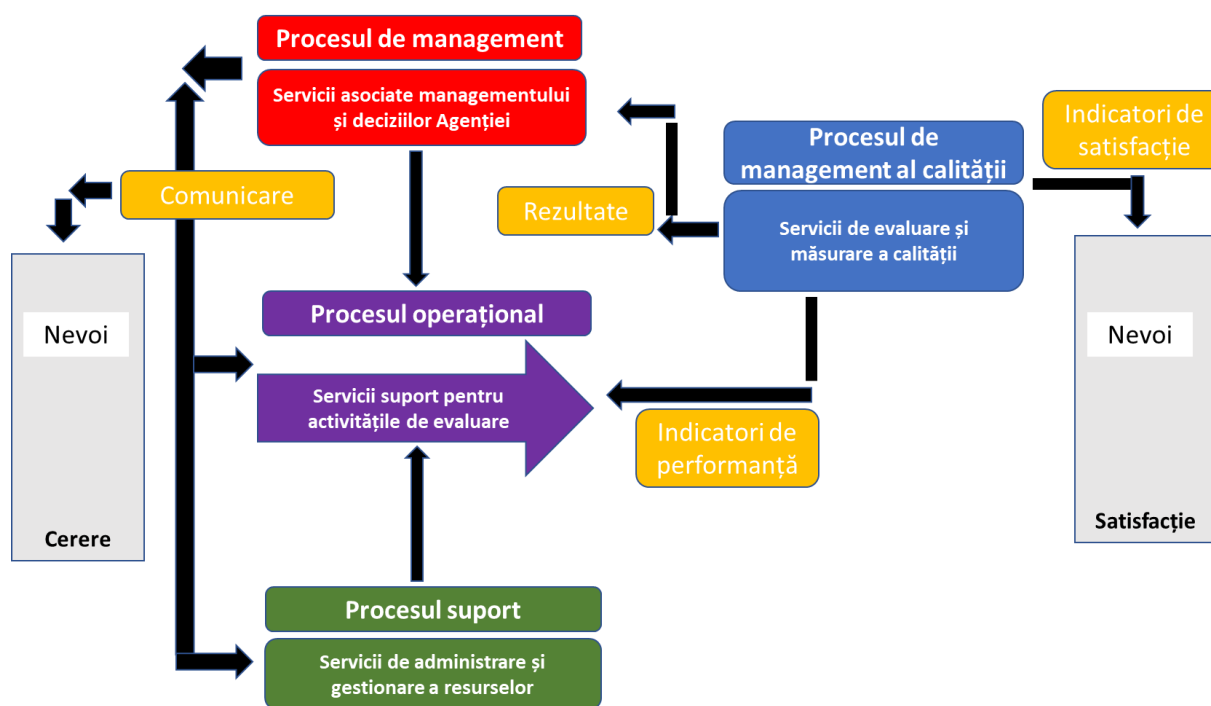 Procesul de management
Servicii asociate managementului
și deciziilor Agenției
Indicatori de
satisfacție
Procesul de
management al calității
Comunicare
Rezultate
Servicii de evaluare și
măsurare a calității
Procesul operațional
Nevoi
Nevoi
Servicii suport pentru
activitățile de evaluare
Indicatori de
performanță
Cerere
Satisfacție
Procesul suport
Servicii de administrare și
gestionare a resurselor